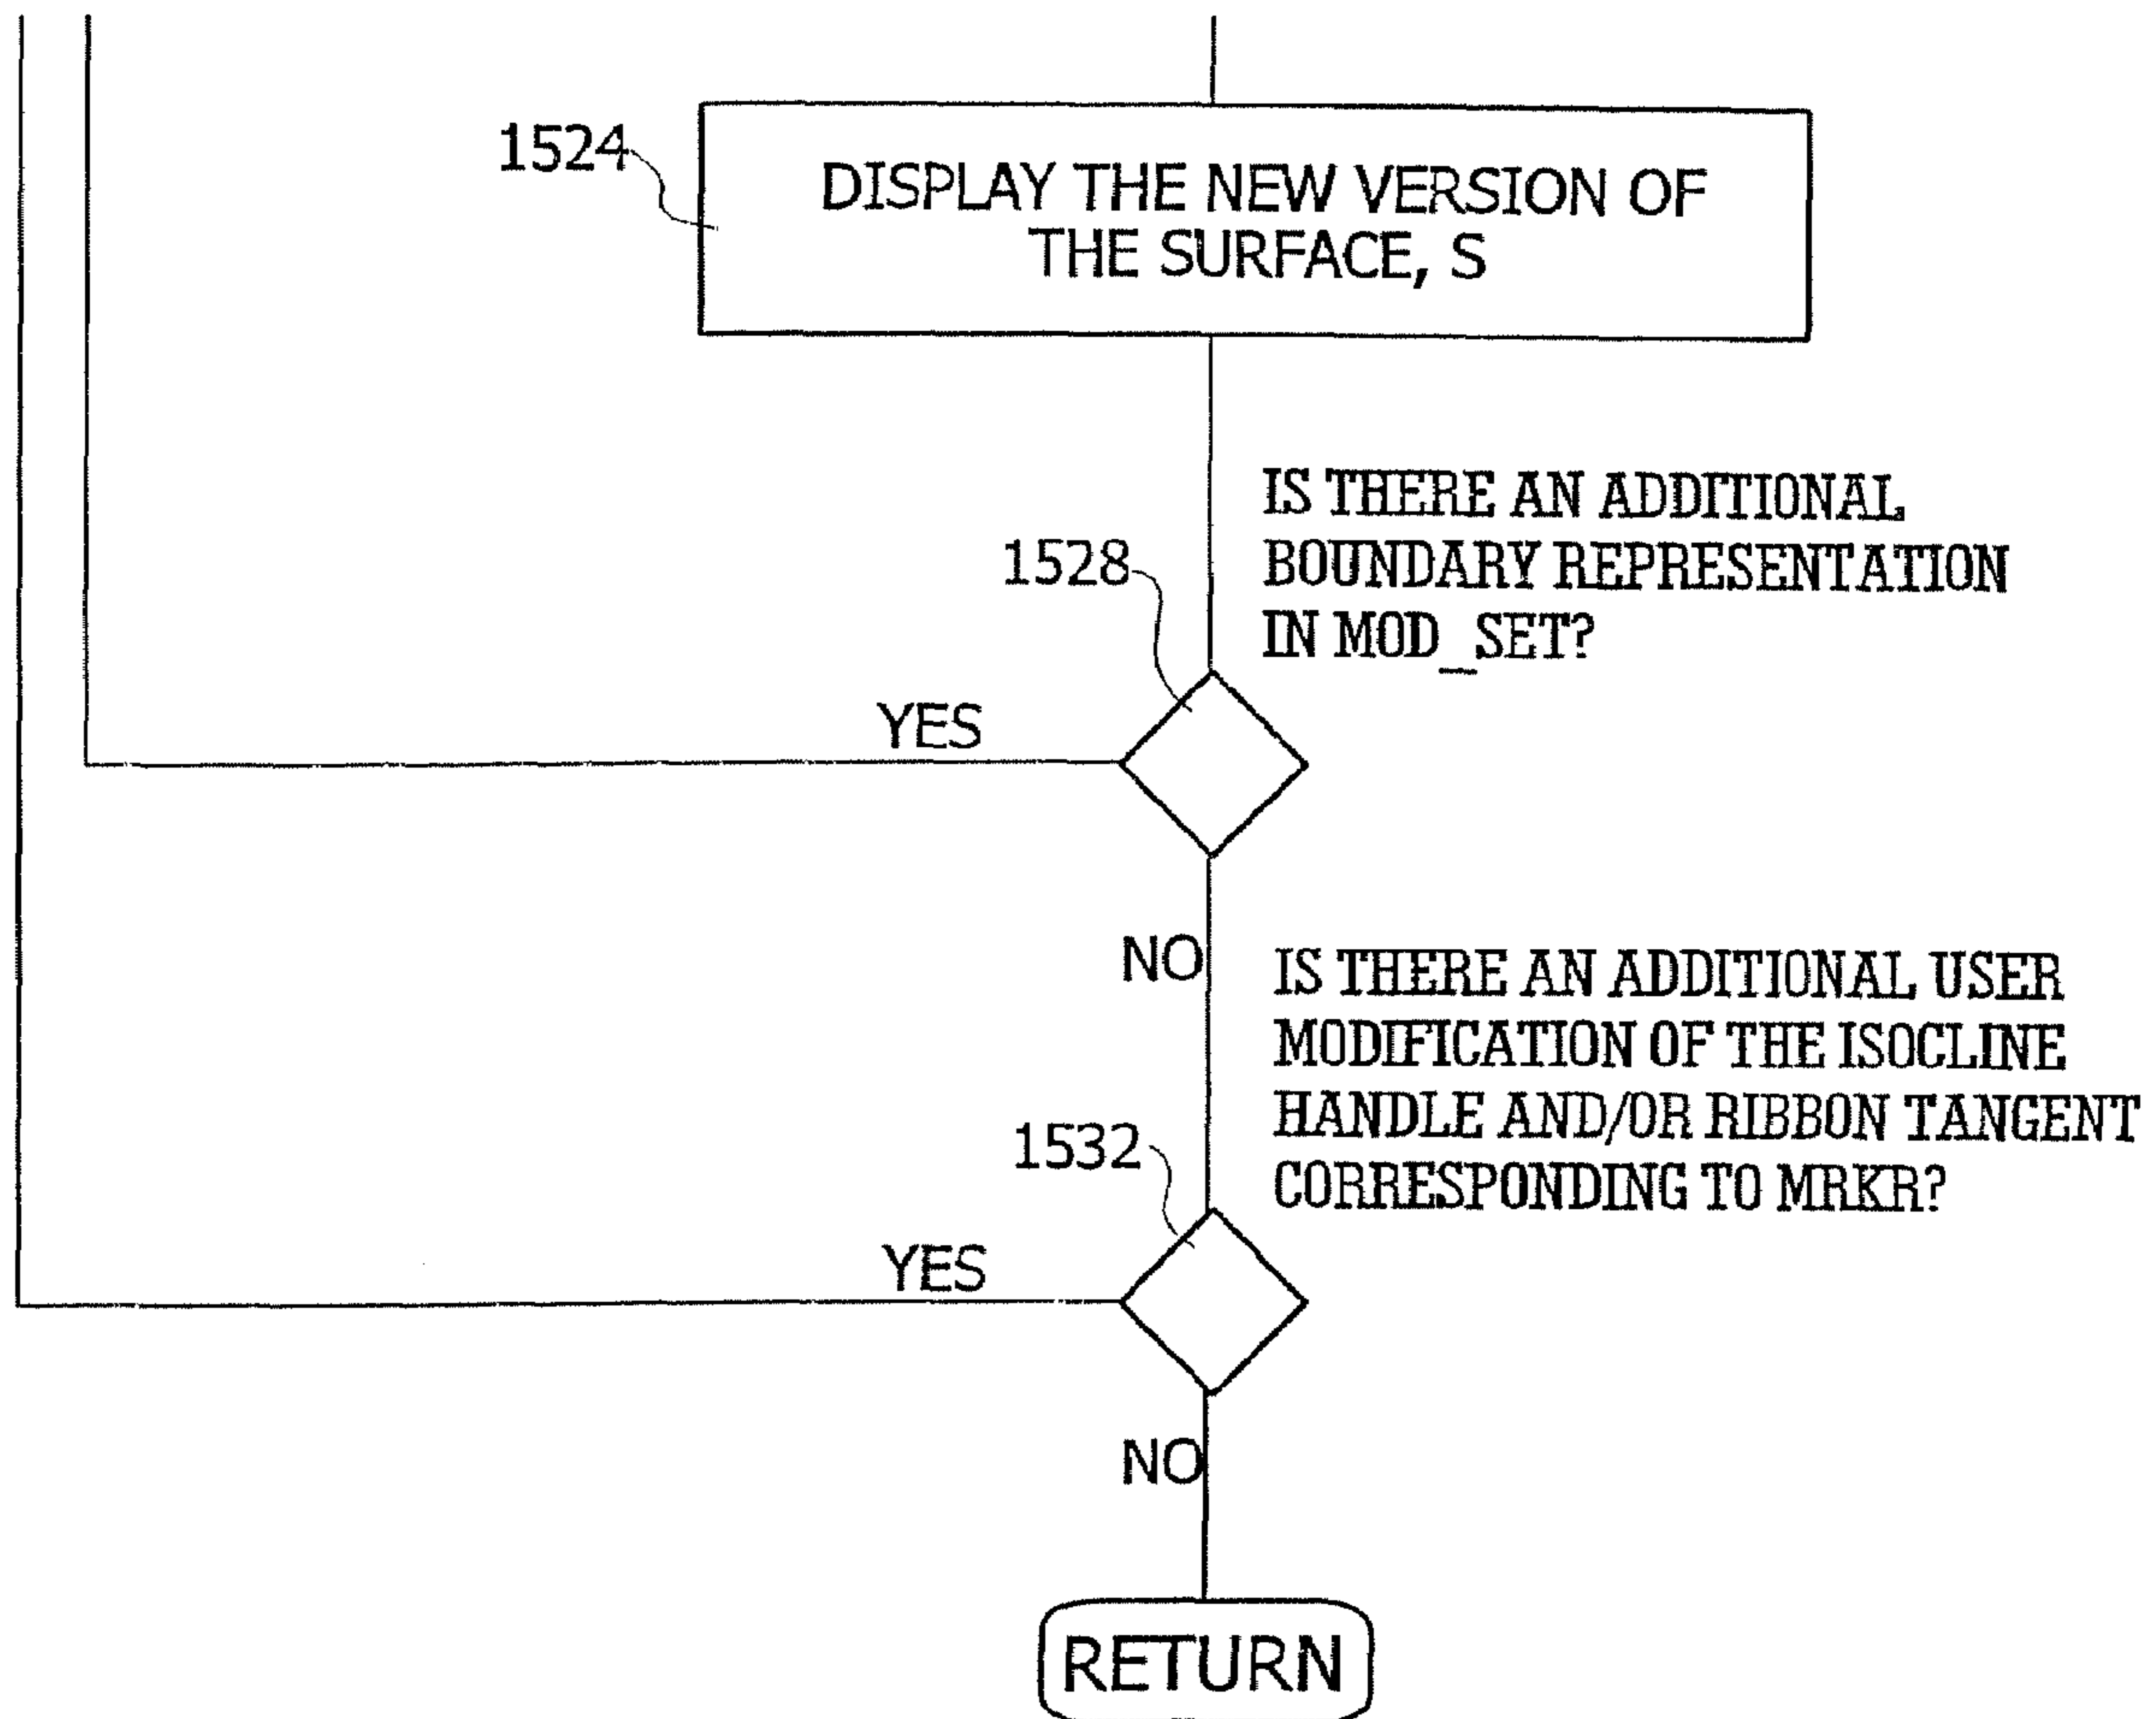 1524
DISPLAY THE NEW VERSION OF
THE SURFACE, S
IS THERE AN ADDITIONAL
BOUNDARY REPRESENTATION
IN MOD_SET?
1528
YES
NO
IS THERE AN ADDITIONAL USER
MODIFICATION OF THE ISOCLINE
HANDLE AND/OR RIBBON TANGENT
CORRESPONDING TO MRKR?
1532
YES
NO
RETURN